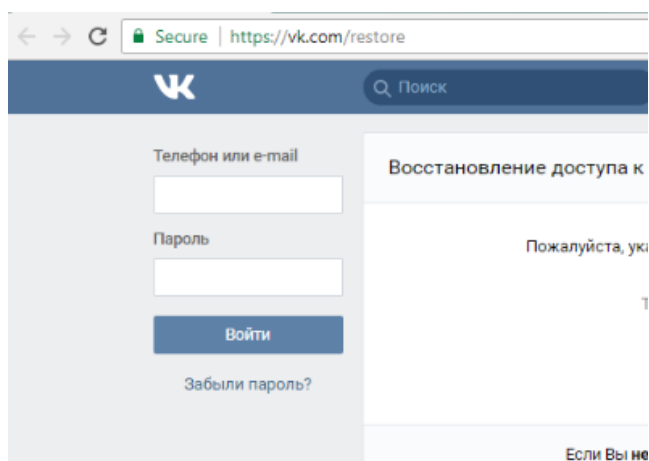 Secure | https://vk.com/restore
Поиск
Телефон или e-mail
Пароль
Войти
Забыли пароль?
Восстановление доступа к
Пожалуйста, ука
Т
Если Вы не